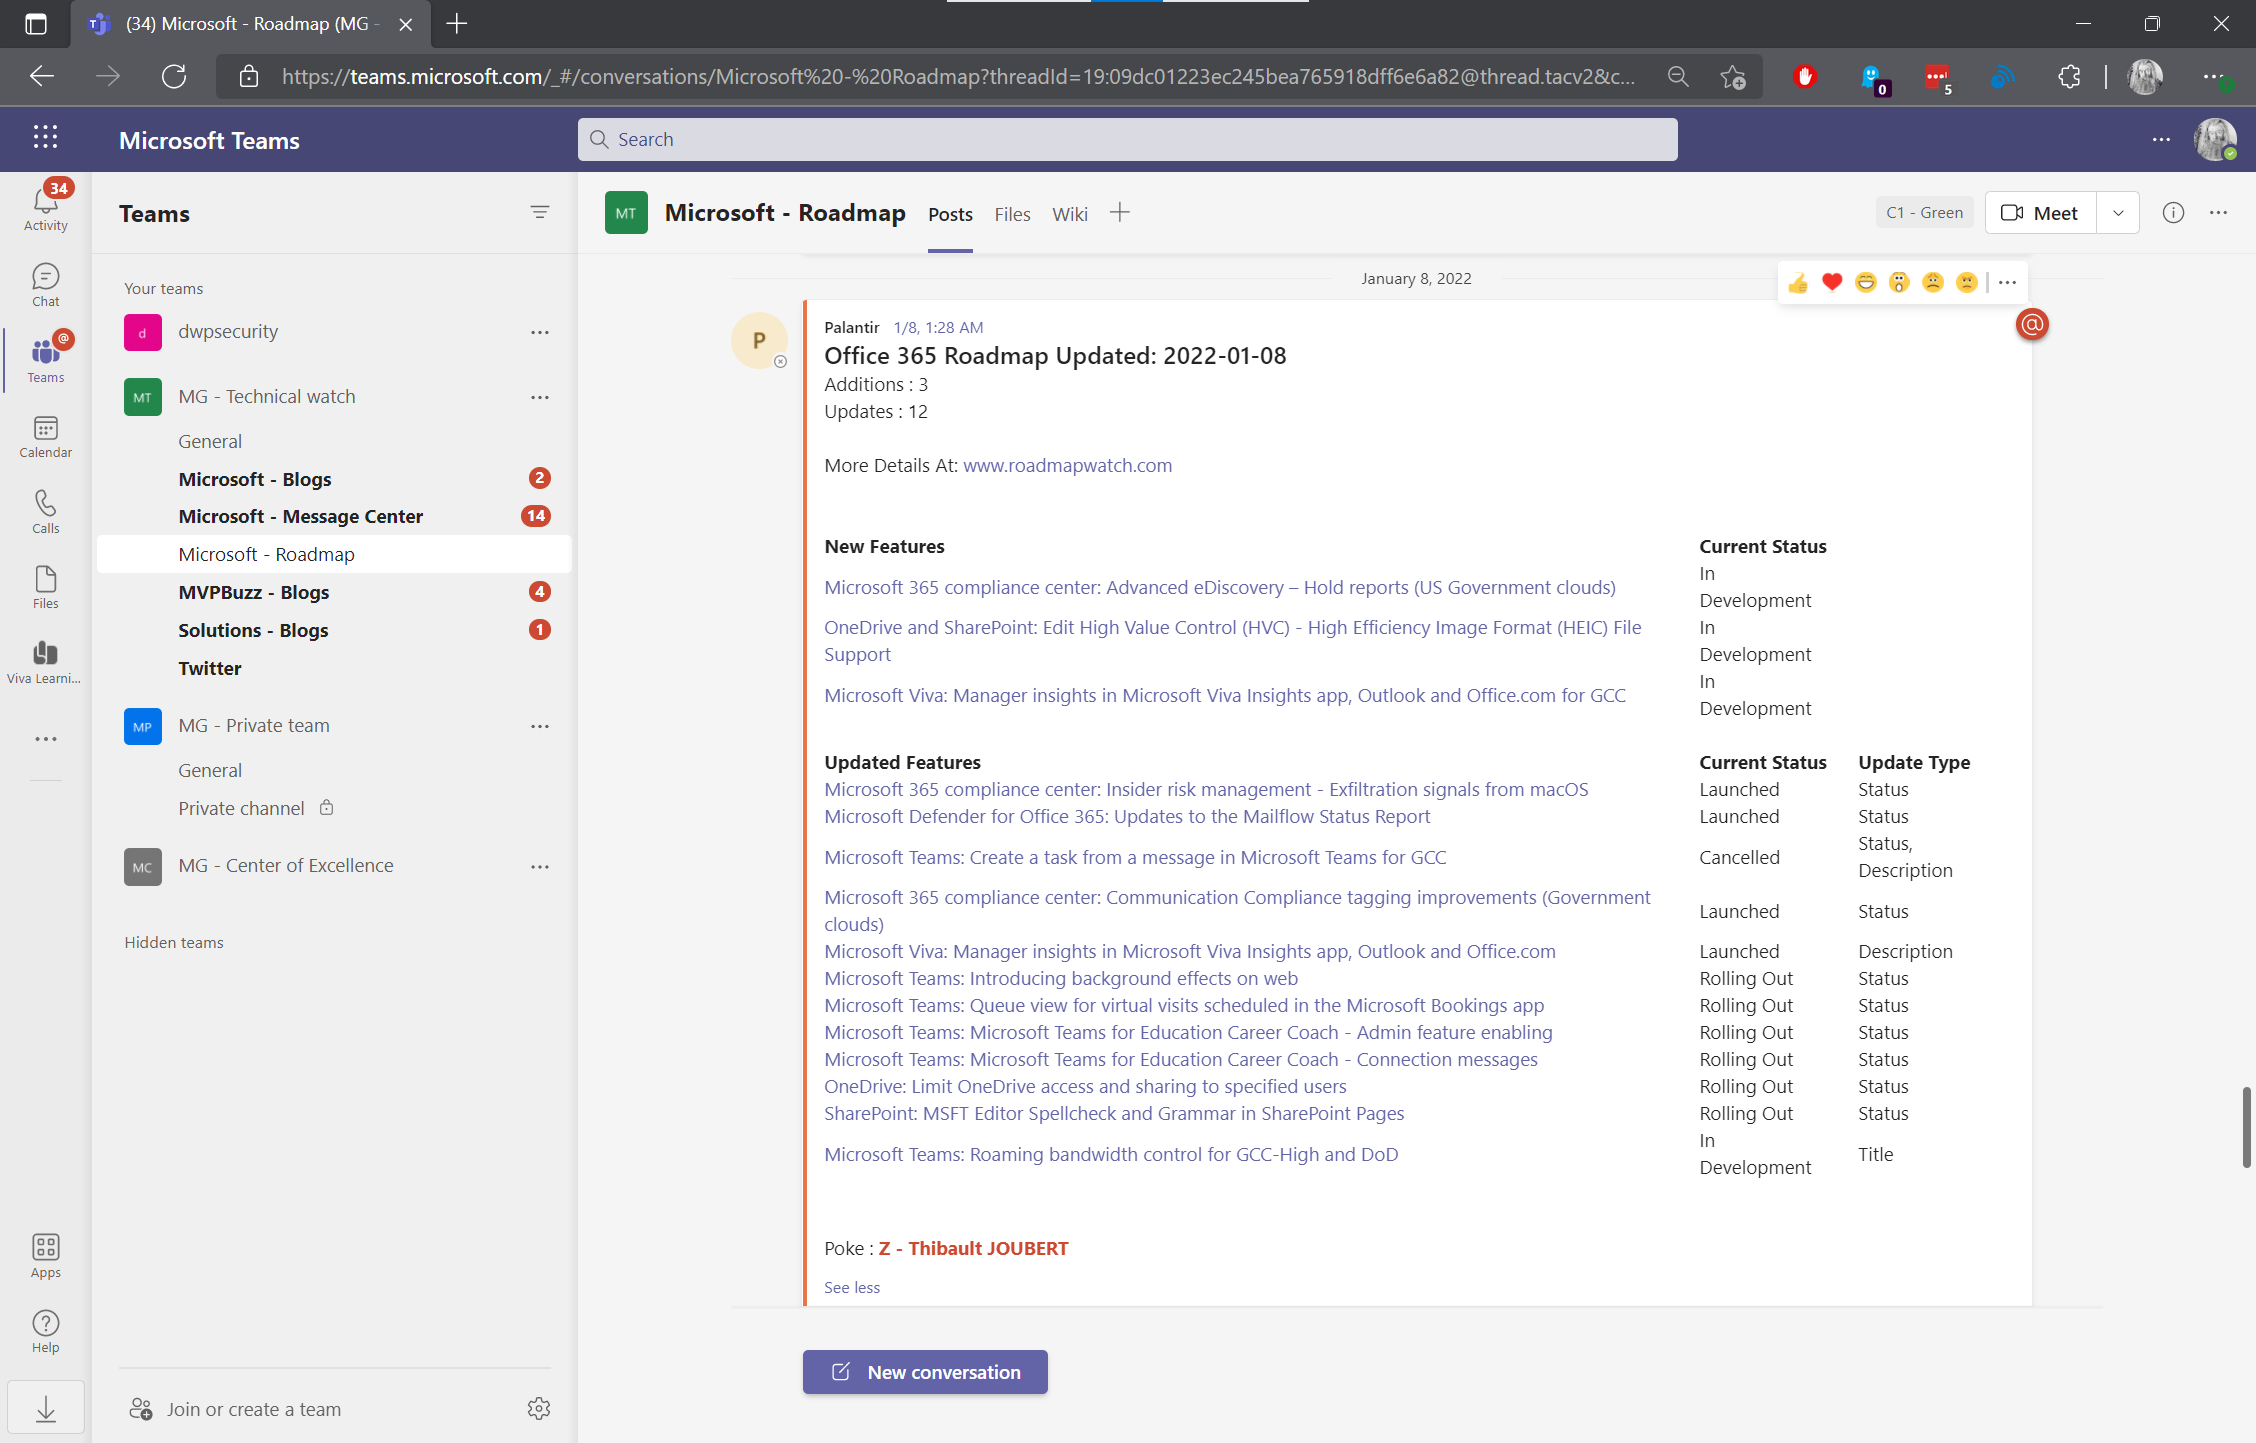 (34) Microsoft - Roadmap (MG -
https://teams.microsoft.com/_#/conversations/Microsoft%20-%20Roadmap?threadId=19:09dc01223ec245bea765918dff6e6a82@thread.tacv2&c...
0
5
Microsoft Teams
Search
34
Activity
Chat
Teams
Calendar
Calls
Files
Viva Learni...
Apps
Help
Teams
Your teams
d
dwpsecurity
MT
MG - Technical watch
General
Microsoft - Blogs
2
Microsoft - Message Center
14
Microsoft - Roadmap
MVPBuzz - Blogs
4
Solutions - Blogs
1
Twitter
MP
MG - Private team
General
Private channel
MC
MG - Center of Excellence
Hidden teams
Join or create a team
MT
Microsoft - Roadmap
Posts
Files
Wiki
C1 - Green
Meet
January 8, 2022
P
Palantir 1/8, 1:28 AM
@
Office 365 Roadmap Updated: 2022-01-08
Additions : 3
Updates : 12
More Details At: www.roadmapwatch.com
New Features Current Status
Microsoft 365 compliance center: Advanced eDiscovery – Hold reports (US Government clouds) In
Development
OneDrive and SharePoint: Edit High Value Control (HVC) - High Efficiency Image Format (HEIC) File In
Support Development
Microsoft Viva: Manager insights in Microsoft Viva Insights app, Outlook and Office.com for GCC In
Development
Updated Features Current Status Update Type
Microsoft 365 compliance center: Insider risk management - Exfiltration signals from macOS Launched Status
Microsoft Defender for Office 365: Updates to the Mailflow Status Report Launched Status
Microsoft Teams: Create a task from a message in Microsoft Teams for GCC Cancelled Status,
Description
Microsoft 365 compliance center: Communication Compliance tagging improvements (Government
clouds) Launched Status
Microsoft Viva: Manager insights in Microsoft Viva Insights app, Outlook and Office.com Launched Description
Microsoft Teams: Introducing background effects on web Rolling Out Status
Microsoft Teams: Queue view for virtual visits scheduled in the Microsoft Bookings app Rolling Out Status
Microsoft Teams: Microsoft Teams for Education Career Coach - Admin feature enabling Rolling Out Status
Microsoft Teams: Microsoft Teams for Education Career Coach - Connection messages Rolling Out Status
OneDrive: Limit OneDrive access and sharing to specified users Rolling Out Status
SharePoint: MSFT Editor Spellcheck and Grammar in SharePoint Pages Rolling Out Status
Microsoft Teams: Roaming bandwidth control for GCC-High and DoD In
Development Title
Poke : Z - Thibault JOUBERT
See less
New conversation